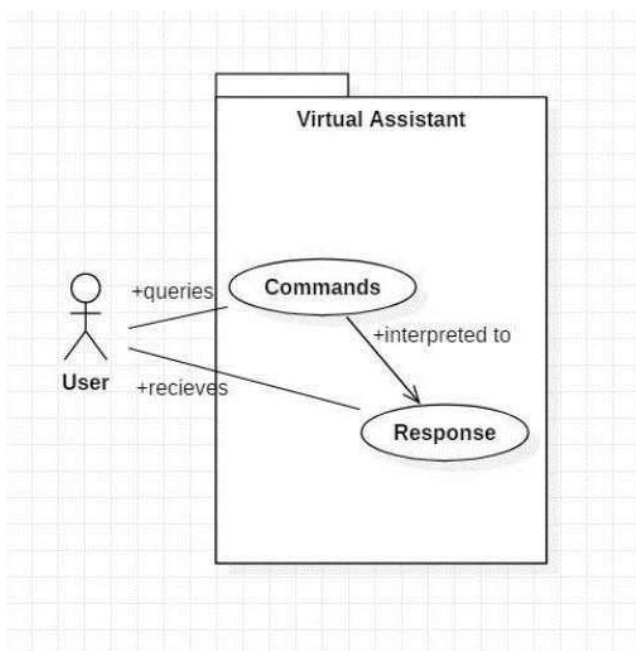 Virtual Assistant
+queries
Commands
+interpreted to
User
+recieves
Response